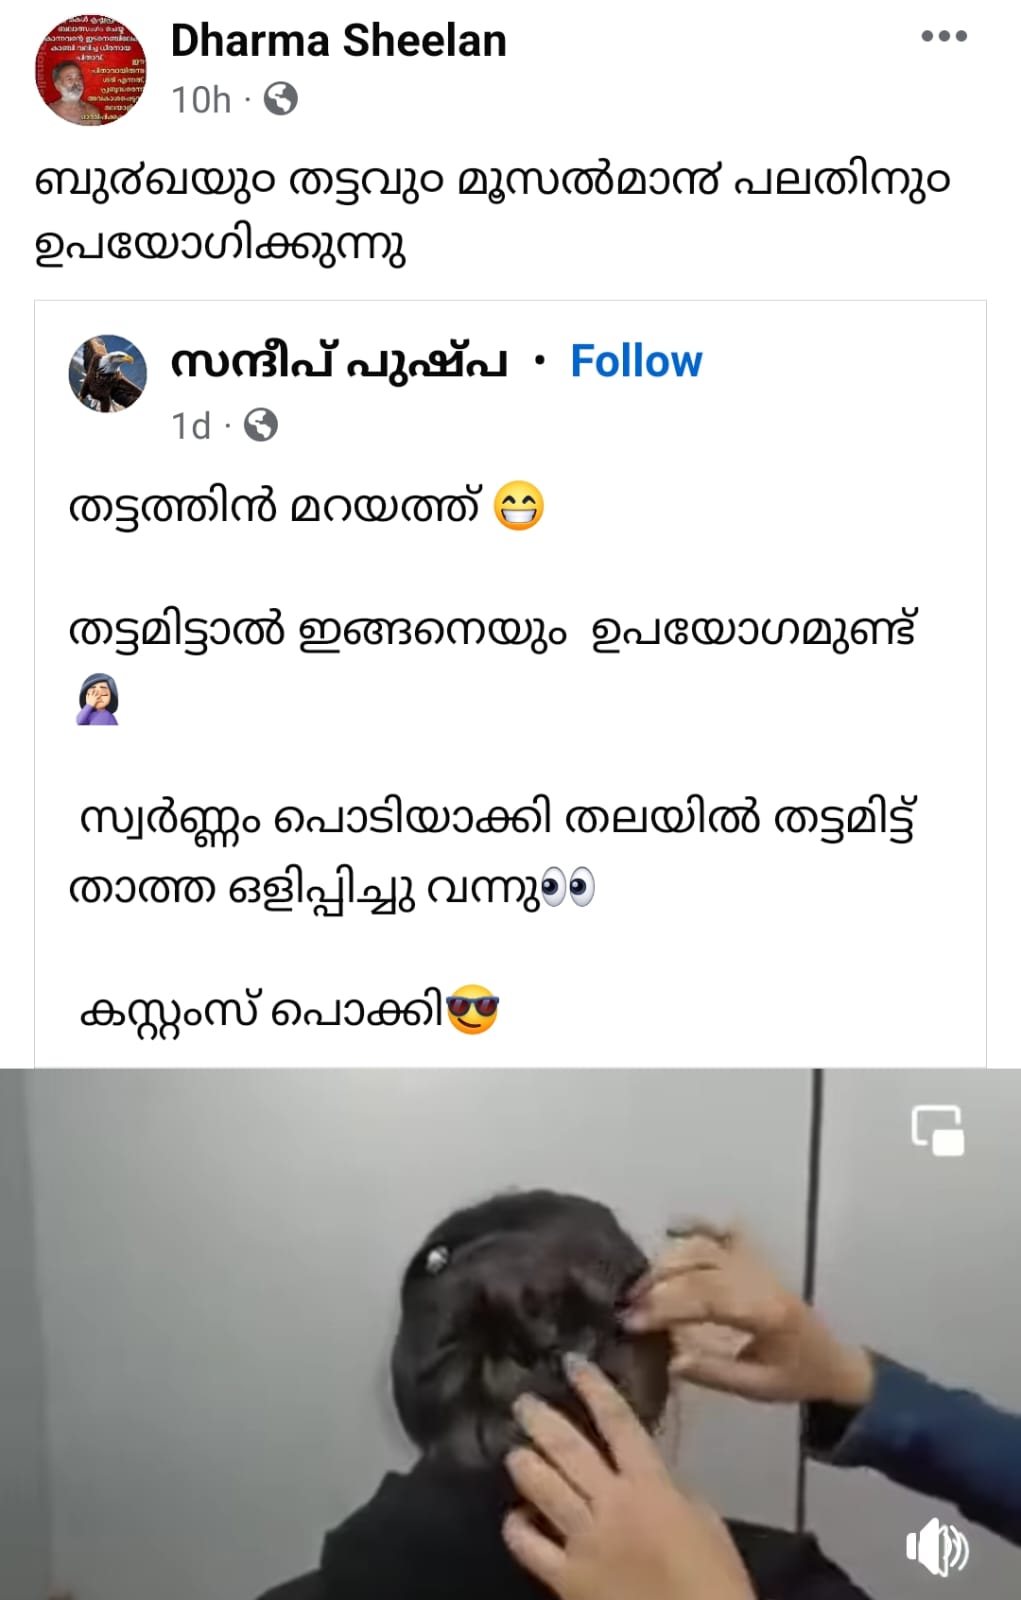 Dharma Sheelan
10h ·
ബുർഖയും തട്ടവും മൂസൽമാൻ പലതിനും
ഉപയോഗിക്കുന്നു
സന്ദീപ് പുഷ്പ · Follow
1d ·
തട്ടത്തിൻ മറയത്ത് 😁
തട്ടമിട്ടാൽ ഇങ്ങനെയും ഉപയോഗമുണ്ട്
🤦🏻‍♀️
സ്വർണ്ണം പൊടിയാക്കി തലയിൽ തട്ടമിട്ട്
താത്ത ഒളിപ്പിച്ചു വന്നു👀
കസ്റ്റംസ് പൊക്കി😎